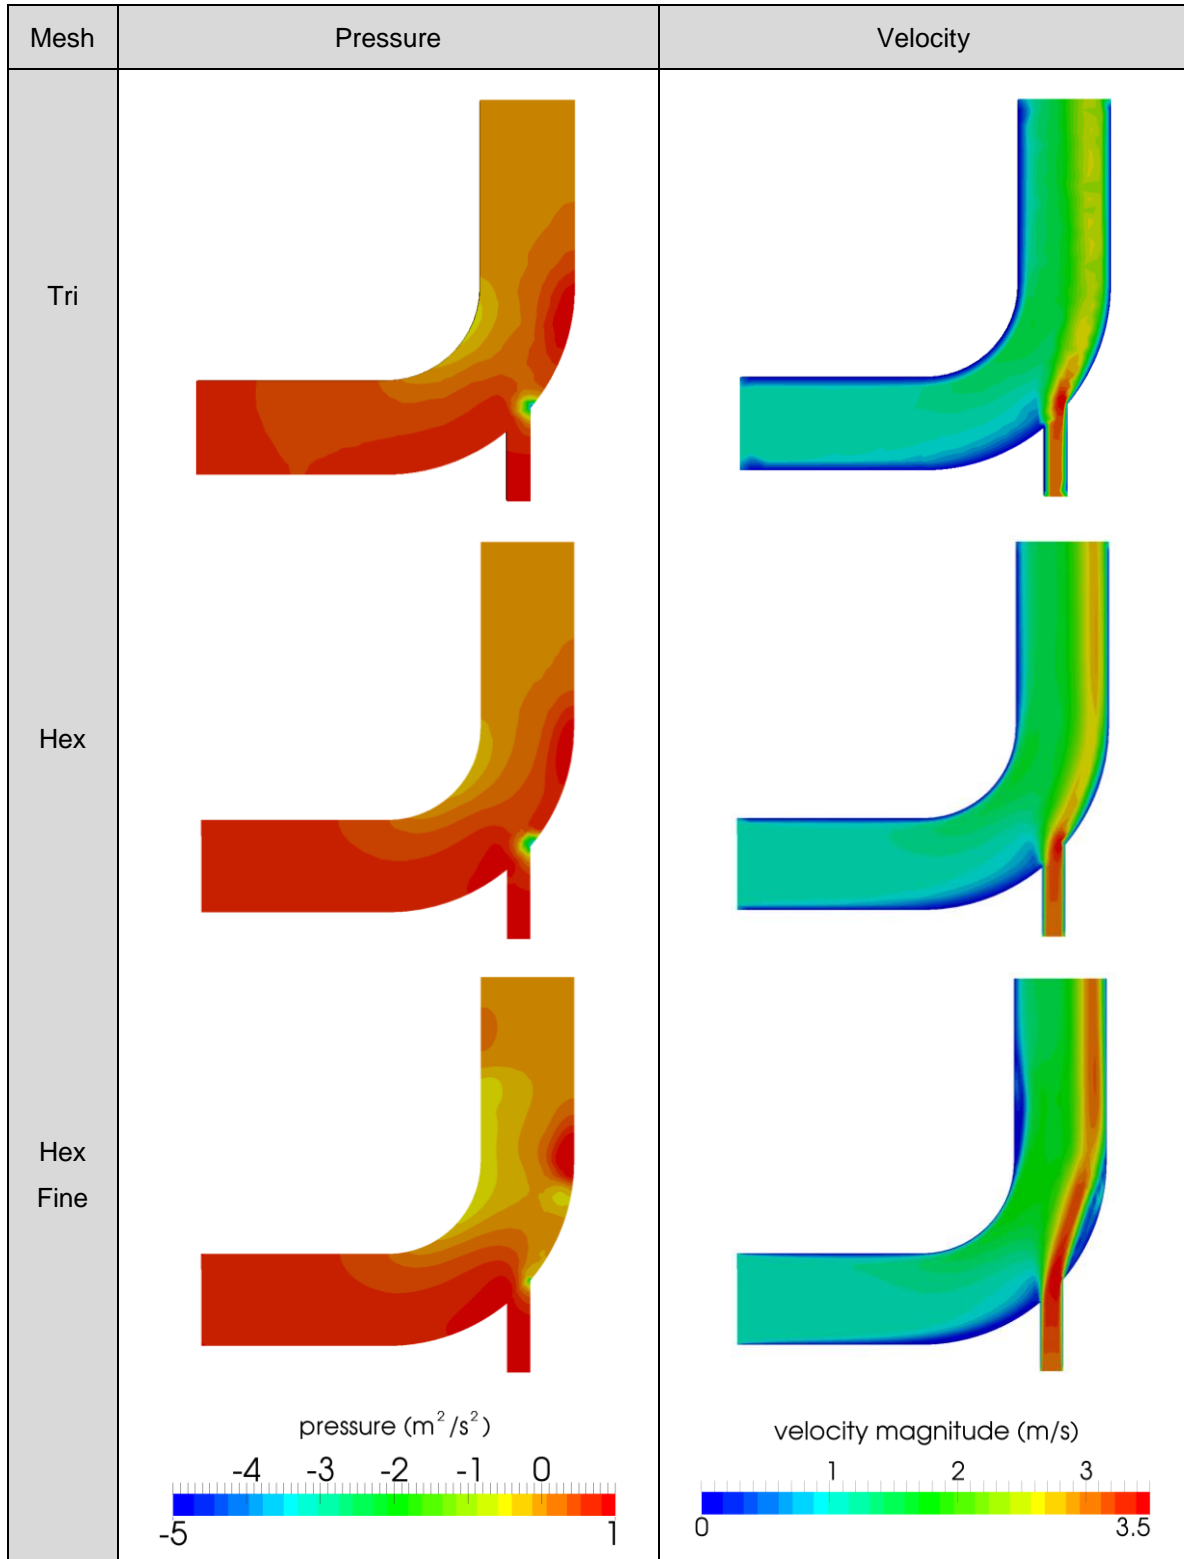 Mesh Pressure Velocity
Tri
Hex
Hex
Fine
pressure (m²/s²)
-4 -3 -2 -1 0
-5 1
velocity magnitude (m/s)
1 2 3
0 3.5